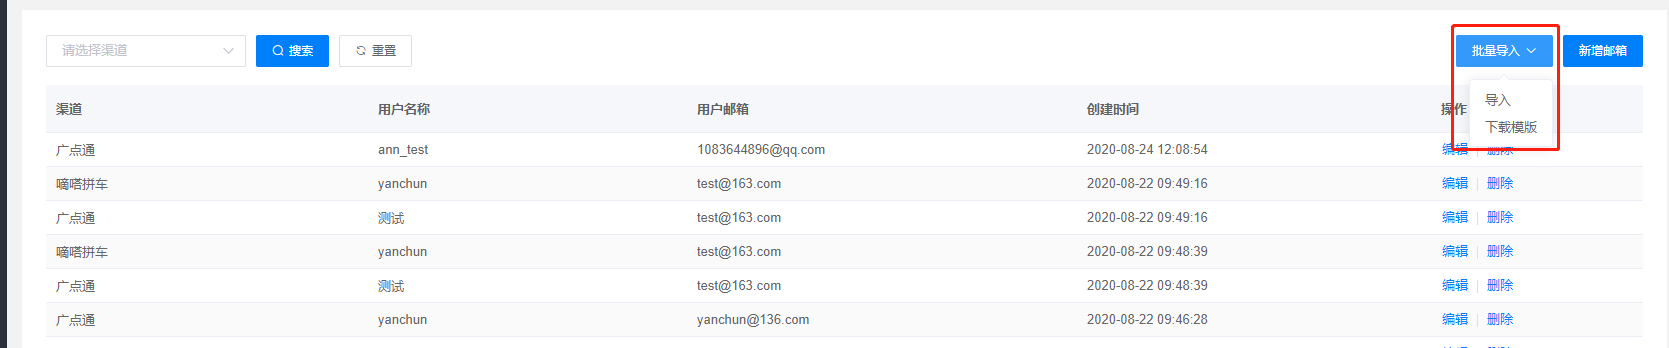 请选择渠道 搜索 重置 批量导入 新增邮箱
导入
下载模版
渠道 用户名称 用户邮箱 创建时间 操作
广点通 ann_test 1083644896@qq.com 2020-08-24 12:08:54 编辑 删除
嘀嗒拼车 yanchun test@163.com 2020-08-22 09:49:16 编辑 删除
广点通 测试 test@163.com 2020-08-22 09:49:16 编辑 删除
嘀嗒拼车 yanchun test@163.com 2020-08-22 09:48:39 编辑 删除
广点通 测试 test@163.com 2020-08-22 09:48:39 编辑 删除
广点通 yanchun yanchun@136.com 2020-08-22 09:46:28 编辑 删除